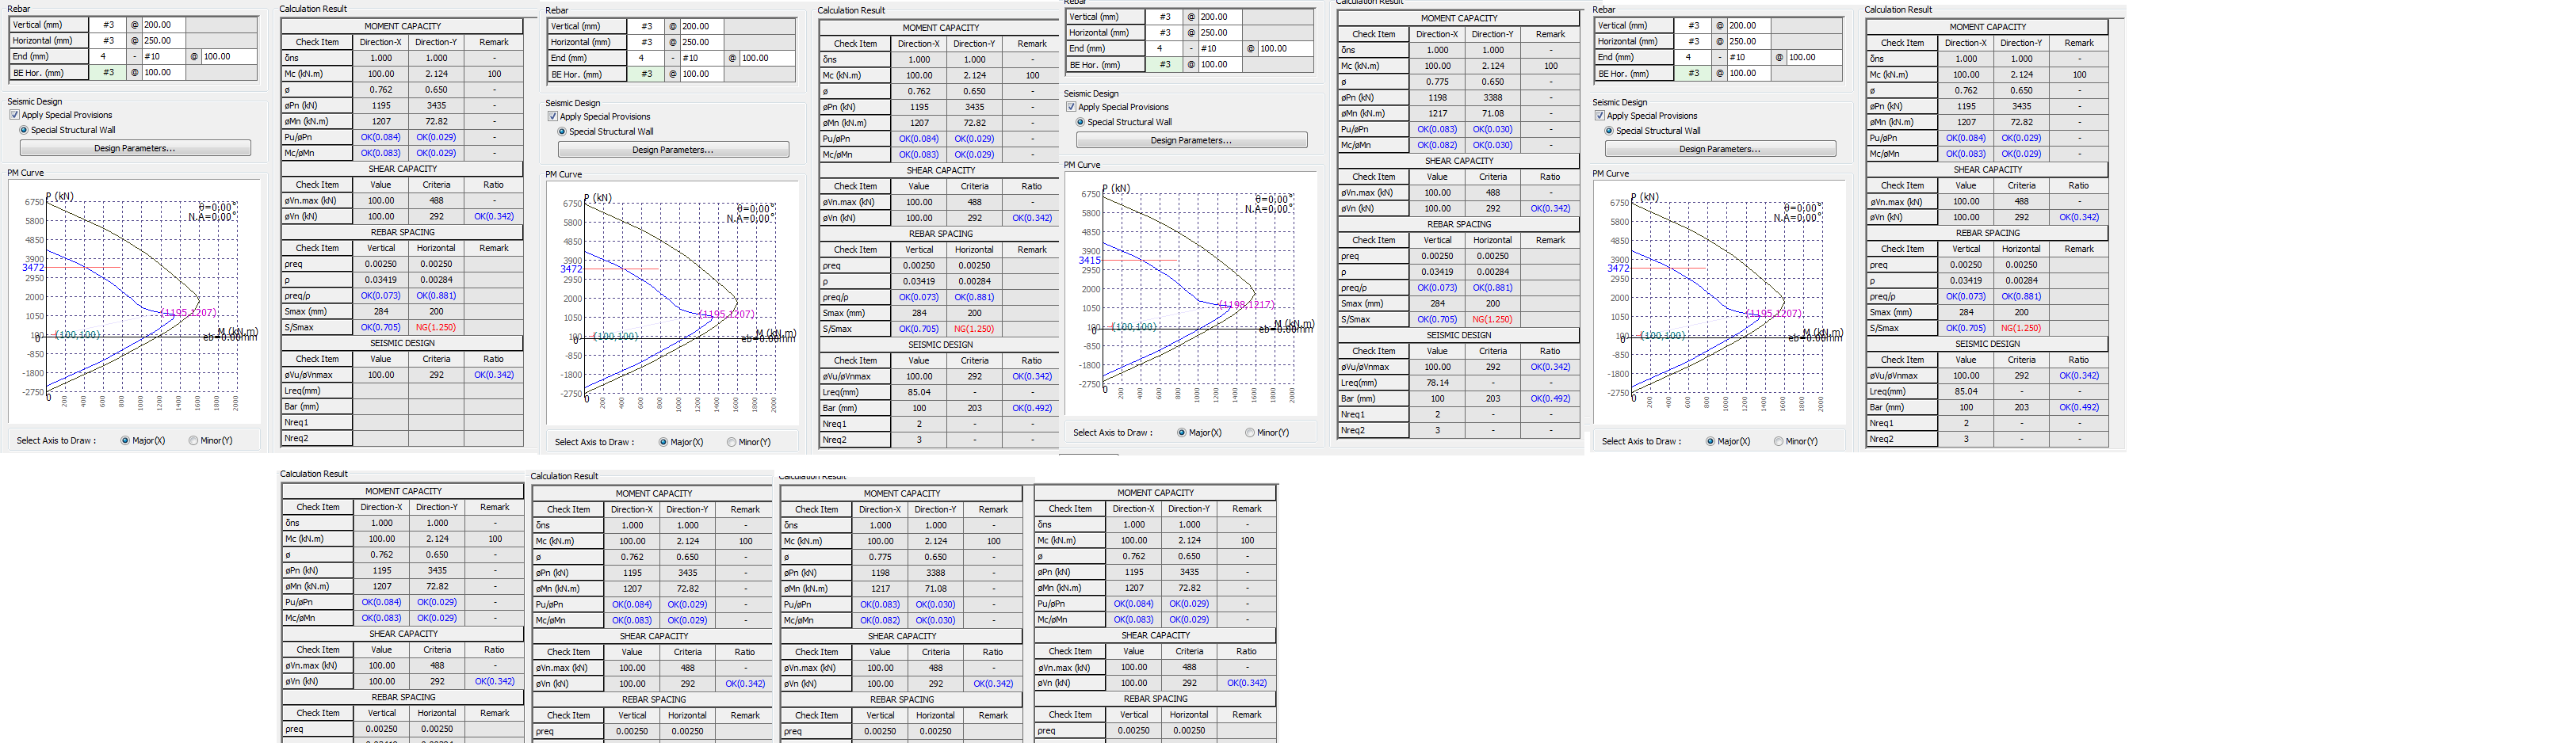 Rebar
Vertical (mm) #3 @ 200.00
Horizontal (mm) #3 @ 250.00
End (mm) 4 - #10 @ 100.00
BE Hor. (mm) #3 @ 100.00
Seismic Design
Apply Special Provisions
Special Structural Wall
Design Parameters...
PM Curve
P (kN)
θ=0.00°
N.A=0.00°
6750
5800
4850
3900
3472
2950
2000
1050
100
0
-850
-1800
-2750
(1195,1207)
(100,100)
M (kN.m)
eb=0.00mm
0 200 400 600 800 1000 1200 1400 1600 1800 2000
Select Axis to Draw : Major(X) Minor(Y)
Calculation Result
MOMENT CAPACITY
Check Item Direction-X Direction-Y Remark
δns 1.000 1.000 -
Mc (kN.m) 100.00 2.124 100
ø 0.762 0.650 -
øPn (kN) 1195 3435 -
øMn (kN.m) 1207 72.82 -
Pu/øPn OK(0.084) OK(0.029) -
Mc/øMn OK(0.083) OK(0.029) -
SHEAR CAPACITY
Check Item Value Criteria Ratio
øVn.max (kN) 100.00 488 -
øVn (kN) 100.00 292 OK(0.342)
REBAR SPACING
Check Item Vertical Horizontal Remark
ρreq 0.00250 0.00250
ρ 0.03419 0.00284
ρreq/ρ OK(0.073) OK(0.881)
Smax (mm) 284 200
S/Smax OK(0.705) NG(1.250)
SEISMIC DESIGN
Check Item Value Criteria Ratio
øVu/øVnmax 100.00 292 OK(0.342)
Lreq(mm)
Bar (mm)
Nreq1
Nreq2
Rebar
Vertical (mm) #3 @ 200.00
Horizontal (mm) #3 @ 250.00
End (mm) 4 - #10 @ 100.00
BE Hor. (mm) #3 @ 100.00
Seismic Design
Apply Special Provisions
Special Structural Wall
Design Parameters...
PM Curve
P (kN)
θ=0.00°
N.A=0.00°
6750
5800
4850
3900
3472
2950
2000
1050
100
0
-850
-1800
-2750
(1195,1207)
(100,100)
M (kN.m)
eb=0.00mm
0 200 400 600 800 1000 1200 1400 1600 1800 2000
Select Axis to Draw : Major(X) Minor(Y)
Calculation Result
MOMENT CAPACITY
Check Item Direction-X Direction-Y Remark
δns 1.000 1.000 -
Mc (kN.m) 100.00 2.124 100
ø 0.762 0.650 -
øPn (kN) 1195 3435 -
øMn (kN.m) 1207 72.82 -
Pu/øPn OK(0.084) OK(0.029) -
Mc/øMn OK(0.083) OK(0.029) -
SHEAR CAPACITY
Check Item Value Criteria Ratio
øVn.max (kN) 100.00 488 -
øVn (kN) 100.00 292 OK(0.342)
REBAR SPACING
Check Item Vertical Horizontal Remark
ρreq 0.00250 0.00250
ρ 0.03419 0.00284
ρreq/ρ OK(0.073) OK(0.881)
Smax (mm) 284 200
S/Smax OK(0.705) NG(1.250)
SEISMIC DESIGN
Check Item Value Criteria Ratio
øVu/øVnmax 100.00 292 OK(0.342)
Lreq(mm) 85.04 - -
Bar (mm) 100 203 OK(0.492)
Nreq1 2 - -
Nreq2 3 - -
Rebar
Vertical (mm) #3 @ 200.00
Horizontal (mm) #3 @ 250.00
End (mm) 4 - #10 @ 100.00
BE Hor. (mm) #3 @ 100.00
Seismic Design
Apply Special Provisions
Special Structural Wall
Design Parameters...
PM Curve
P (kN)
θ=0.00°
N.A=0.00°
6750
5800
4850
3900
3415
2950
2000
1050
100
0
-850
-1800
-2750
(1198,1217)
(100,100)
M (kN.m)
eb=0.00mm
0 200 400 600 800 1000 1200 1400 1600 1800 2000
Select Axis to Draw : Major(X) Minor(Y)
Calculation Result
MOMENT CAPACITY
Check Item Direction-X Direction-Y Remark
δns 1.000 1.000 -
Mc (kN.m) 100.00 2.124 100
ø 0.775 0.650 -
øPn (kN) 1198 3388 -
øMn (kN.m) 1217 71.08 -
Pu/øPn OK(0.083) OK(0.030) -
Mc/øMn OK(0.082) OK(0.030) -
SHEAR CAPACITY
Check Item Value Criteria Ratio
øVn.max (kN) 100.00 488 -
øVn (kN) 100.00 292 OK(0.342)
REBAR SPACING
Check Item Vertical Horizontal Remark
ρreq 0.00250 0.00250
ρ 0.03419 0.00284
ρreq/ρ OK(0.073) OK(0.881)
Smax (mm) 284 200
S/Smax OK(0.705) NG(1.250)
SEISMIC DESIGN
Check Item Value Criteria Ratio
øVu/øVnmax 100.00 292 OK(0.342)
Lreq(mm) 78.14 - -
Bar (mm) 100 203 OK(0.492)
Nreq1 2 - -
Nreq2 3 - -
Rebar
Vertical (mm) #3 @ 200.00
Horizontal (mm) #3 @ 250.00
End (mm) 4 - #10 @ 100.00
BE Hor. (mm) #3 @ 100.00
Seismic Design
Apply Special Provisions
Special Structural Wall
Design Parameters...
PM Curve
P (kN)
θ=0.00°
N.A=0.00°
6750
5800
4850
3900
3472
2950
2000
1050
100
0
-850
-1800
-2750
(1195,1207)
(100,100)
M (kN.m)
eb=0.00mm
0 200 400 600 800 1000 1200 1400 1600 1800 2000
Select Axis to Draw : Major(X) Minor(Y)
Calculation Result
MOMENT CAPACITY
Check Item Direction-X Direction-Y Remark
δns 1.000 1.000 -
Mc (kN.m) 100.00 2.124 100
ø 0.762 0.650 -
øPn (kN) 1195 3435 -
øMn (kN.m) 1207 72.82 -
Pu/øPn OK(0.084) OK(0.029) -
Mc/øMn OK(0.083) OK(0.029) -
SHEAR CAPACITY
Check Item Value Criteria Ratio
øVn.max (kN) 100.00 488 -
øVn (kN) 100.00 292 OK(0.342)
REBAR SPACING
Check Item Vertical Horizontal Remark
ρreq 0.00250 0.00250
ρ 0.03419 0.00284
ρreq/ρ OK(0.073) OK(0.881)
Smax (mm) 284 200
S/Smax OK(0.705) NG(1.250)
SEISMIC DESIGN
Check Item Value Criteria Ratio
øVu/øVnmax 100.00 292 OK(0.342)
Lreq(mm) 85.04 - -
Bar (mm) 100 203 OK(0.492)
Nreq1 2 - -
Nreq2 3 - -
Calculation Result
MOMENT CAPACITY
Check Item Direction-X Direction-Y Remark
δns 1.000 1.000 -
Mc (kN.m) 100.00 2.124 100
ø 0.762 0.650 -
øPn (kN) 1195 3435 -
øMn (kN.m) 1207 72.82 -
Pu/øPn OK(0.084) OK(0.029) -
Mc/øMn OK(0.083) OK(0.029) -
SHEAR CAPACITY
Check Item Value Criteria Ratio
øVn.max (kN) 100.00 488 -
øVn (kN) 100.00 292 OK(0.342)
REBAR SPACING
Check Item Vertical Horizontal Remark
ρreq 0.00250 0.00250
Calculation Result
MOMENT CAPACITY
Check Item Direction-X Direction-Y Remark
δns 1.000 1.000 -
Mc (kN.m) 100.00 2.124 100
ø 0.762 0.650 -
øPn (kN) 1195 3435 -
øMn (kN.m) 1207 72.82 -
Pu/øPn OK(0.084) OK(0.029) -
Mc/øMn OK(0.083) OK(0.029) -
SHEAR CAPACITY
Check Item Value Criteria Ratio
øVn.max (kN) 100.00 488 -
øVn (kN) 100.00 292 OK(0.342)
REBAR SPACING
Check Item Vertical Horizontal Remark
ρreq 0.00250 0.00250
Calculation Result
MOMENT CAPACITY
Check Item Direction-X Direction-Y Remark
δns 1.000 1.000 -
Mc (kN.m) 100.00 2.124 100
ø 0.775 0.650 -
øPn (kN) 1198 3388 -
øMn (kN.m) 1217 71.08 -
Pu/øPn OK(0.083) OK(0.030) -
Mc/øMn OK(0.082) OK(0.030) -
SHEAR CAPACITY
Check Item Value Criteria Ratio
øVn.max (kN) 100.00 488 -
øVn (kN) 100.00 292 OK(0.342)
REBAR SPACING
Check Item Vertical Horizontal Remark
ρreq 0.00250 0.00250
MOMENT CAPACITY
Check Item Direction-X Direction-Y Remark
δns 1.000 1.000 -
Mc (kN.m) 100.00 2.124 100
ø 0.762 0.650 -
øPn (kN) 1195 3435 -
øMn (kN.m) 1207 72.82 -
Pu/øPn OK(0.084) OK(0.029) -
Mc/øMn OK(0.083) OK(0.029) -
SHEAR CAPACITY
Check Item Value Criteria Ratio
øVn.max (kN) 100.00 488 -
øVn (kN) 100.00 292 OK(0.342)
REBAR SPACING
Check Item Vertical Horizontal Remark
ρreq 0.00250 0.00250